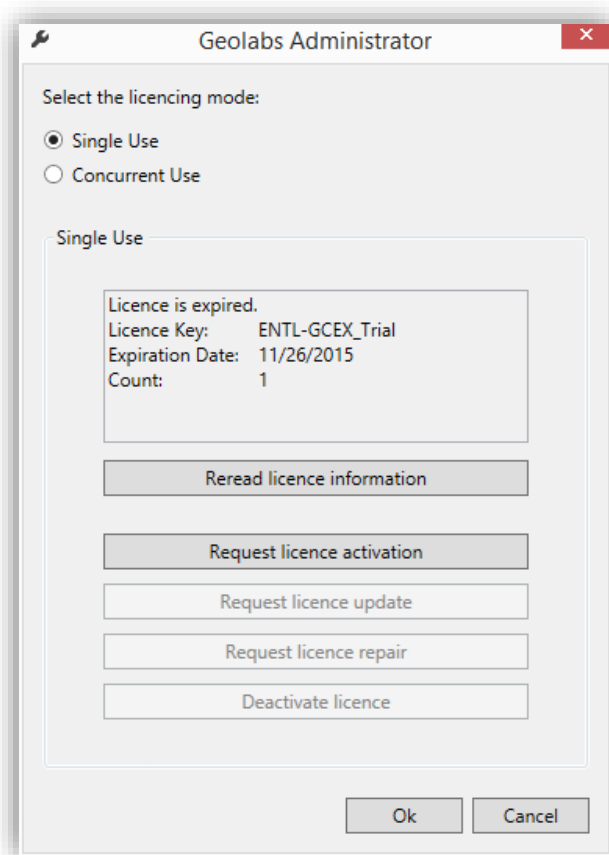 Geolabs Administrator
Select the licencing mode:
Single Use
Concurrent Use
Single Use
Licence is expired.
Licence Key: ENTL-GCEX_Trial
Expiration Date: 11/26/2015
Count: 1
Reread licence information
Request licence activation
Request licence update
Request licence repair
Deactivate licence
Ok Cancel